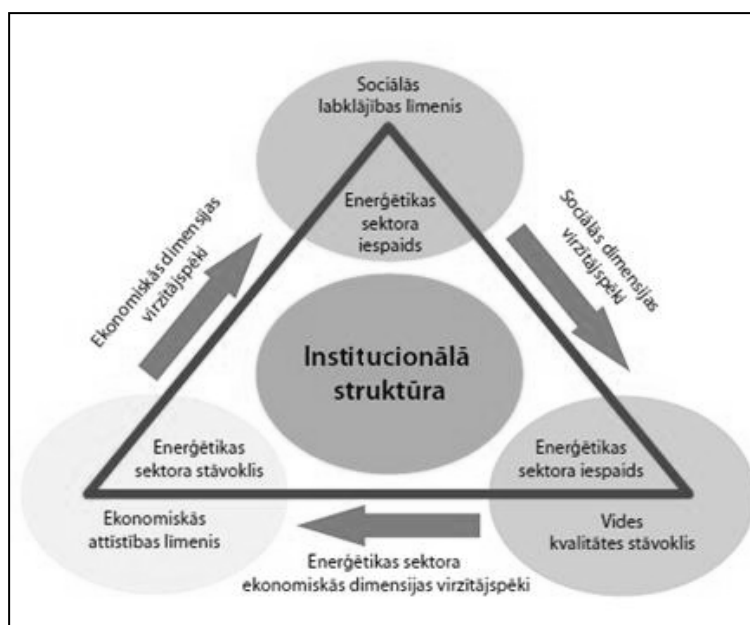 Sociālās
labklājības līmenis
Enerģētikas
sektora
iespaids
Ekonomiskās dimensijas
virzītājspēki
Sociālās dimensijas
virzītājspēki
Institucionālā
struktūra
Enerģētikas
sektora stāvoklis
Enerģētikas
sektora iespaids
Ekonomiskās
attīstības līmenis
Vides
kvalitātes stāvoklis
Enerģētikas sektora
ekonomiskās dimensijas virzītājspēki